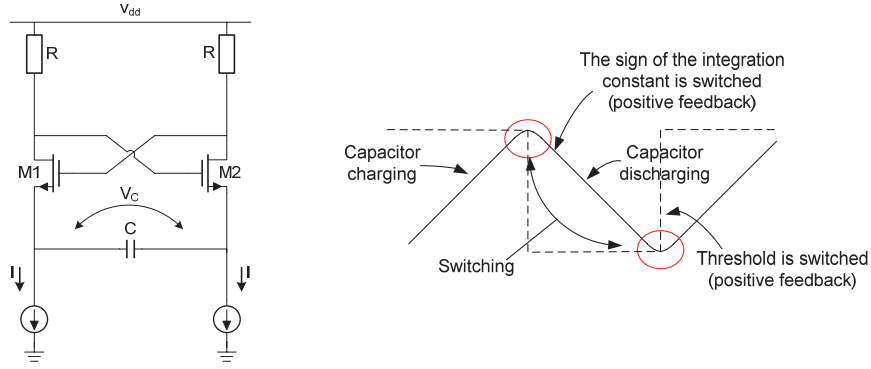 Vdd
R
R
M1
M2
VC
C
I
I
The sign of the integration
constant is switched
(positive feedback)
Capacitor
charging
Capacitor
discharging
Switching
Threshold is switched
(positive feedback)